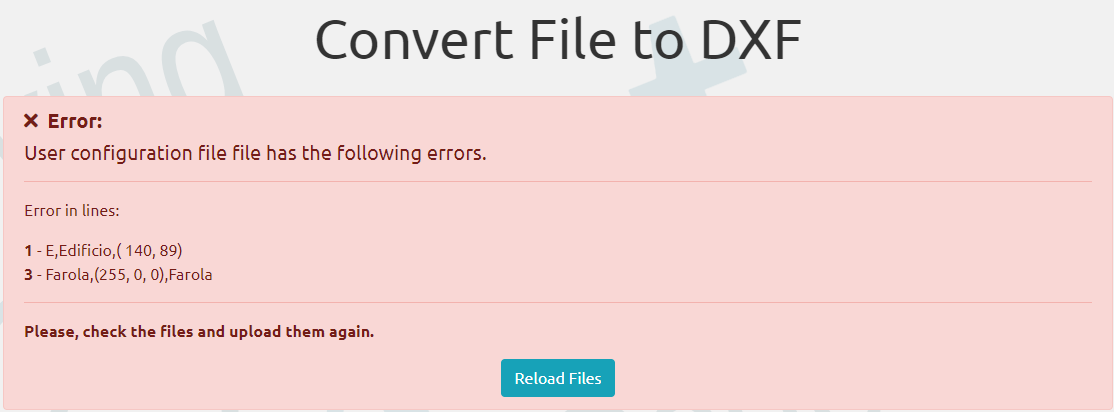 Convert File to DXF
Error:
User configuration file file has the following errors.
Error in lines:
1 - E,Edificio,( 140, 89)
3 - Farola,(255, 0, 0),Farola
Please, check the files and upload them again.
Reload Files